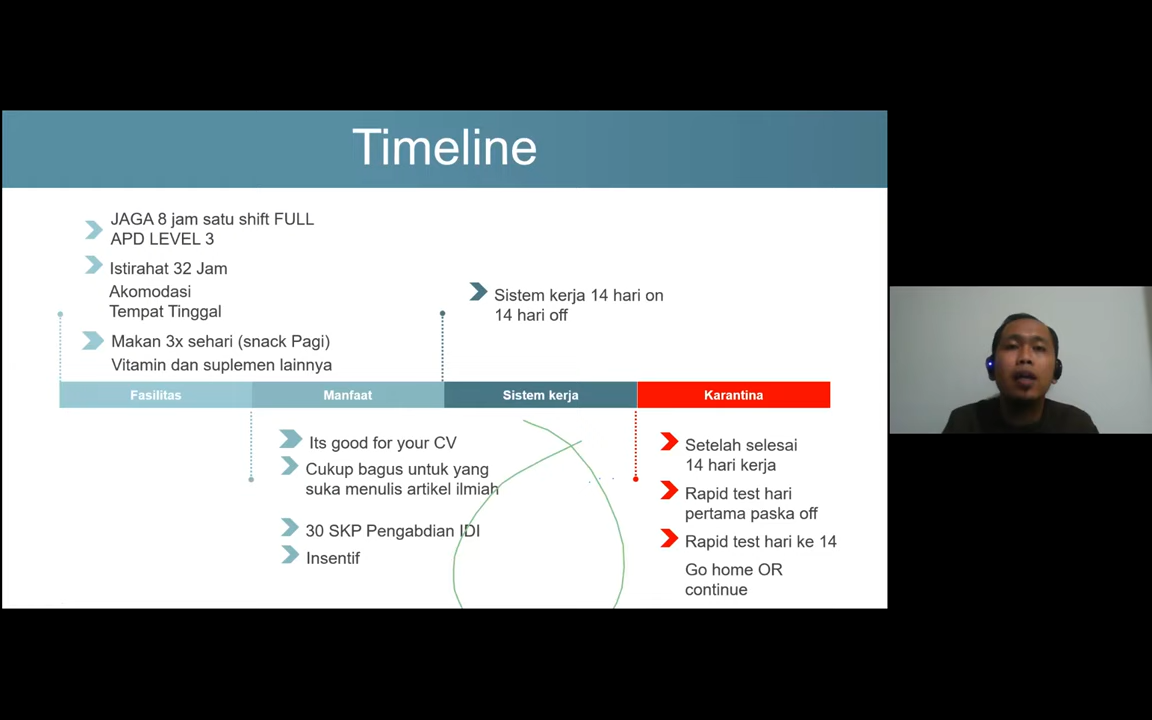 Timeline
JAGA 8 jam satu shift FULL
APD LEVEL 3
Istirahat 32 Jam
Akomodasi
Tempat Tinggal
Makan 3x sehari (snack Pagi)
Vitamin dan suplemen lainnya
Sistem kerja 14 hari on
14 hari off
Fasilitas
Manfaat
Sistem kerja
Karantina
Its good for your CV
Cukup bagus untuk yang
suka menulis artikel ilmiah
30 SKP Pengabdian IDI
Insentif
Setelah selesai
14 hari kerja
Rapid test hari
pertama paska off
Rapid test hari ke 14
Go home OR
continue